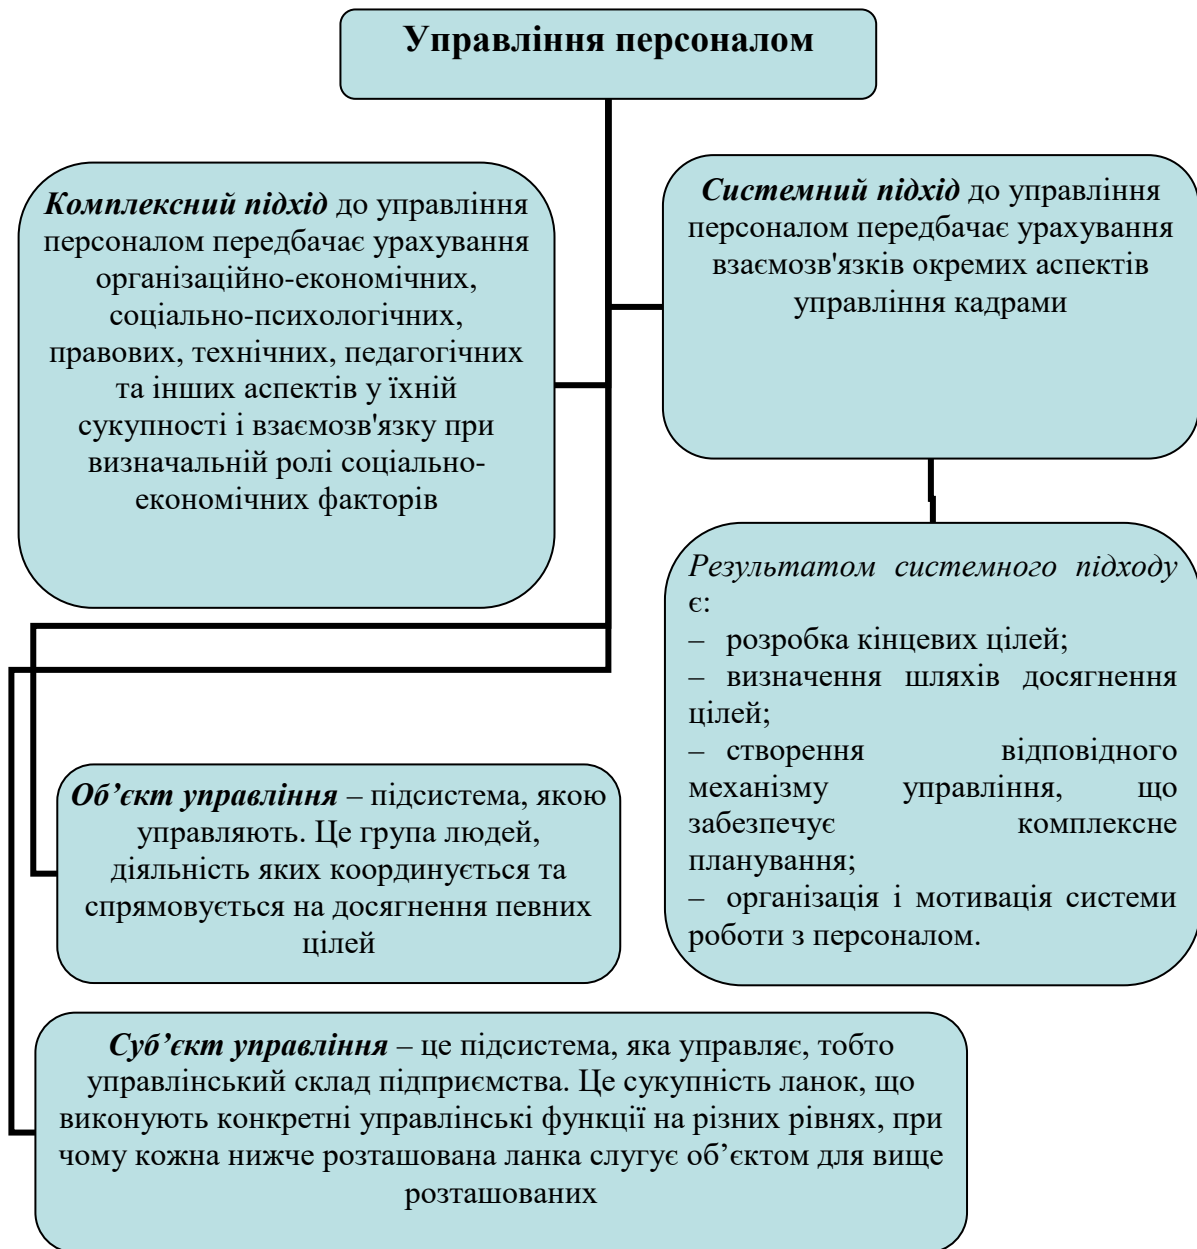 Управління персоналом
Комплексний підхід до управління
персоналом передбачає урахування
організаційно-економічних,
соціально-психологічних,
правових, технічних, педагогічних
та інших аспектів у їхній
сукупності і взаємозв'язку при
визначальній ролі соціально-
економічних факторів
Системний підхід до управління
персоналом передбачає урахування
взаємозв'язків окремих аспектів
управління кадрами
Результатом системного підходу
є:
– розробка кінцевих цілей;
– визначення шляхів досягнення
цілей;
– створення відповідного
механізму управління, що
забезпечує комплексне
планування;
– організація і мотивація системи
роботи з персоналом.
Об’єкт управління – підсистема, якою
управляють. Це група людей,
діяльність яких координується та
спрямовується на досягнення певних
цілей
Суб’єкт управління – це підсистема, яка управляє, тобто
управлінський склад підприємства. Це сукупність ланок, що
виконують конкретні управлінські функції на різних рівнях, при
чому кожна нижче розташована ланка слугує об’єктом для вище
розташованих